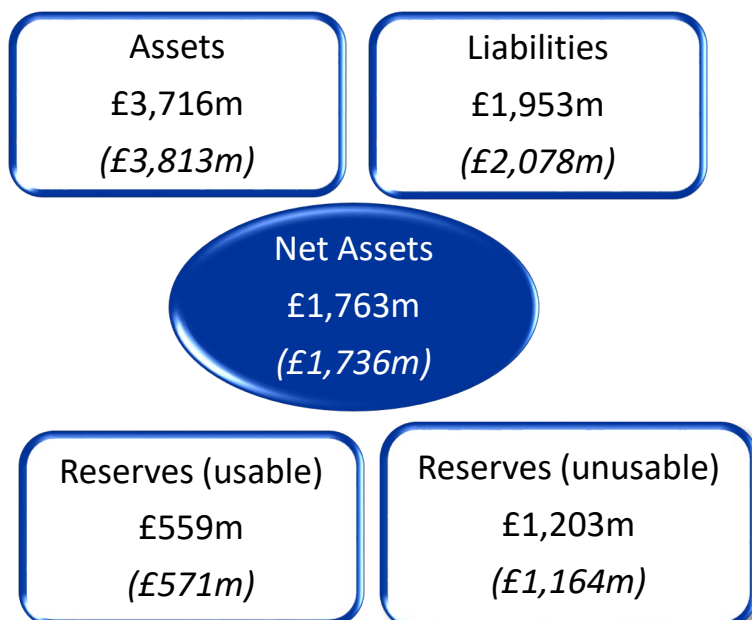 Assets
£3,716m
(£3,813m)
Liabilities
£1,953m
(£2,078m)
Net Assets
£1,763m
(£1,736m)
Reserves (usable)
£559m
(£571m)
Reserves (unusable)
£1,203m
(£1,164m)